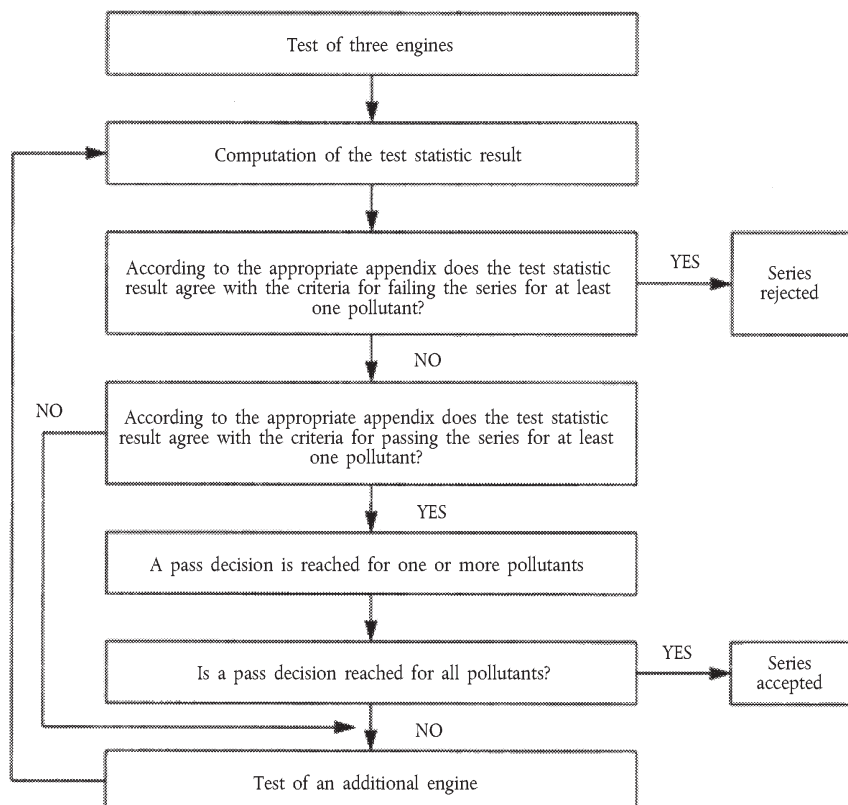 Test of three engines
Computation of the test statistic result
According to the appropriate appendix does the test statistic
result agree with the criteria for failing the series for at least
one pollutant?
YES
Series
rejected
NO
According to the appropriate appendix does the test statistic
result agree with the criteria for passing the series for at least
one pollutant?
NO
YES
A pass decision is reached for one or more pollutants
Is a pass decision reached for all pollutants?
YES
Series
accepted
NO
Test of an additional engine